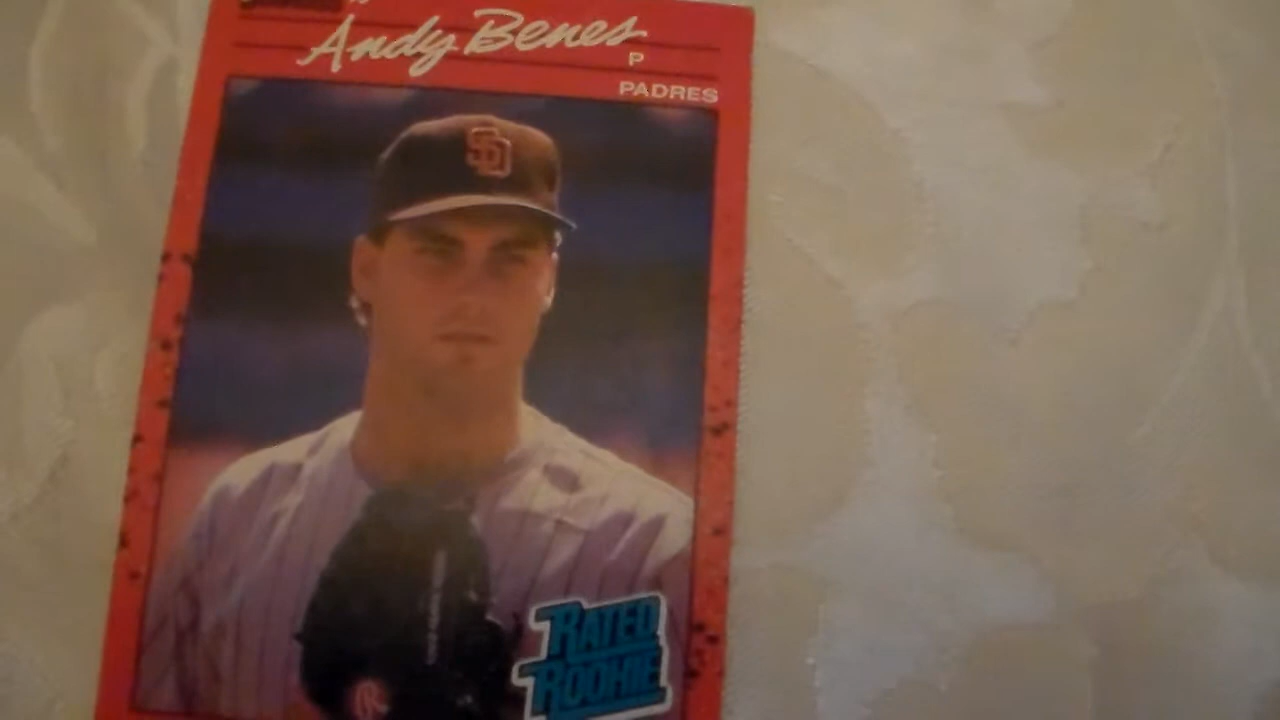 Andy Benes
P
PADRES
SD
RATED
ROOKIE
R